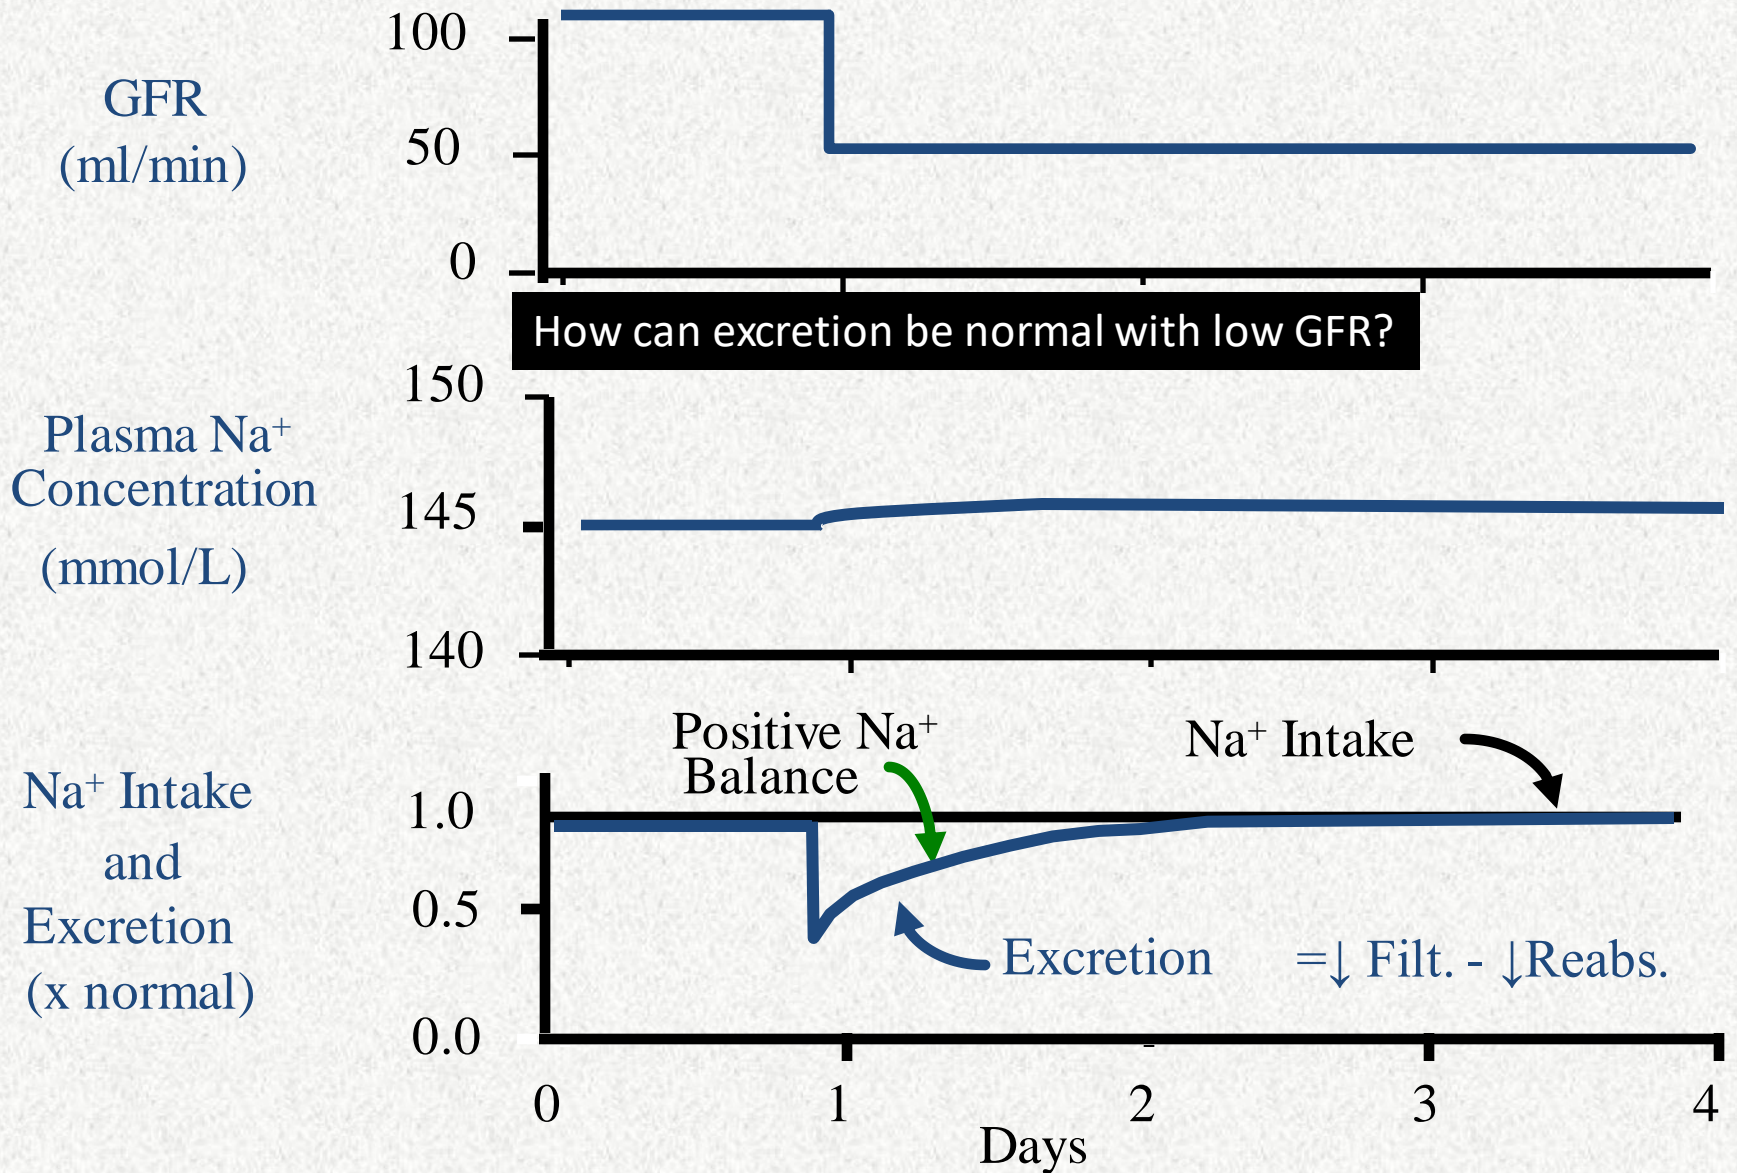 100
GFR
(ml/min)
50
0
How can excretion be normal with low GFR?
150
Plasma Na⁺
Concentration
(mmol/L)
145
140
Positive Na⁺
Balance
Na⁺ Intake
Na⁺ Intake
and
Excretion
(x normal)
1.0
0.5
0.0
Excretion =↓ Filt. - ↓Reabs.
0 1 2 3 4
Days